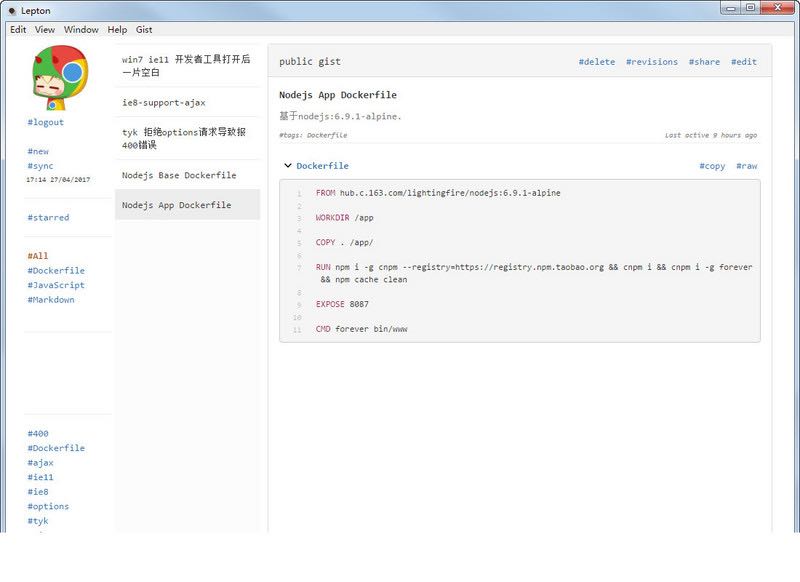 Lepton
Edit View Window Help Gist
#logout
#new
#sync
17:14 27/04/2017
#starred
#All
#Dockerfile
#JavaScript
#Markdown
#400
#Dockerfile
#ajax
#ie11
#ie8
#options
#tyk
win7 ie11 开发者工具打开后
一片空白
ie8-support-ajax
tyk 拒绝options请求导致报
400错误
Nodejs Base Dockerfile
Nodejs App Dockerfile
public gist #delete #revisions #share #edit
Nodejs App Dockerfile
基于nodejs:6.9.1-alpine.
#tags: Dockerfile Last active 9 hours ago
Dockerfile #copy #raw
1 FROM hub.c.163.com/lightingfire/nodejs:6.9.1-alpine
2
3 WORKDIR /app
4
5 COPY . /app/
6
7 RUN npm i -g cnpm --registry=https://registry.npm.taobao.org && cnpm i && cnpm i -g forever
&& npm cache clean
8
9 EXPOSE 8087
10
11 CMD forever bin/www